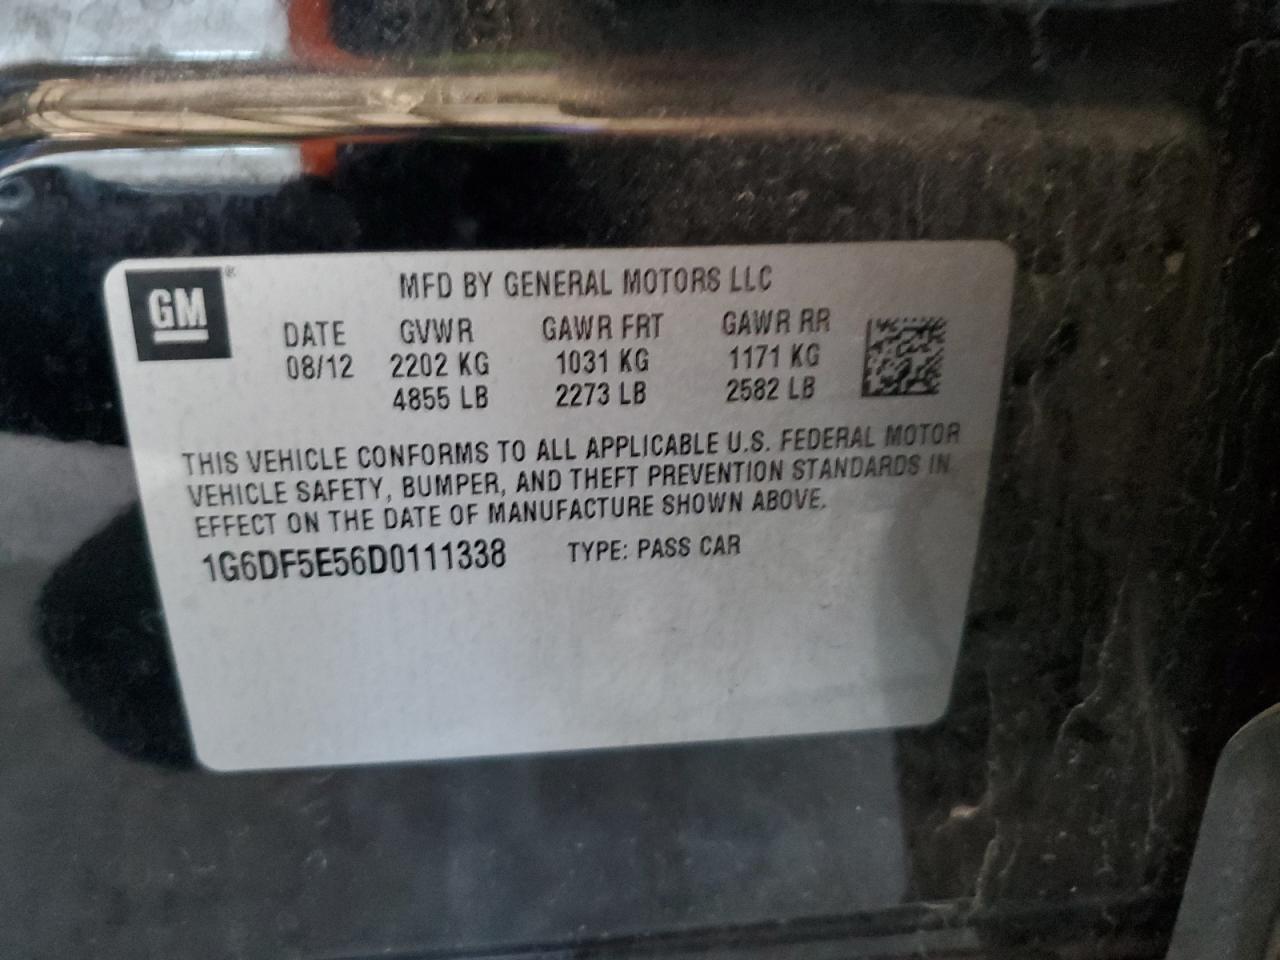 GM ®
MFD BY GENERAL MOTORS LLC
DATE GVWR GAWR FRT GAWR RR
08/12 2202 KG 1031 KG 1171 KG
4855 LB 2273 LB 2582 LB
THIS VEHICLE CONFORMS TO ALL APPLICABLE U.S. FEDERAL MOTOR
VEHICLE SAFETY, BUMPER, AND THEFT PREVENTION STANDARDS IN
EFFECT ON THE DATE OF MANUFACTURE SHOWN ABOVE.
1G6DF5E56D0111338 TYPE: PASS CAR